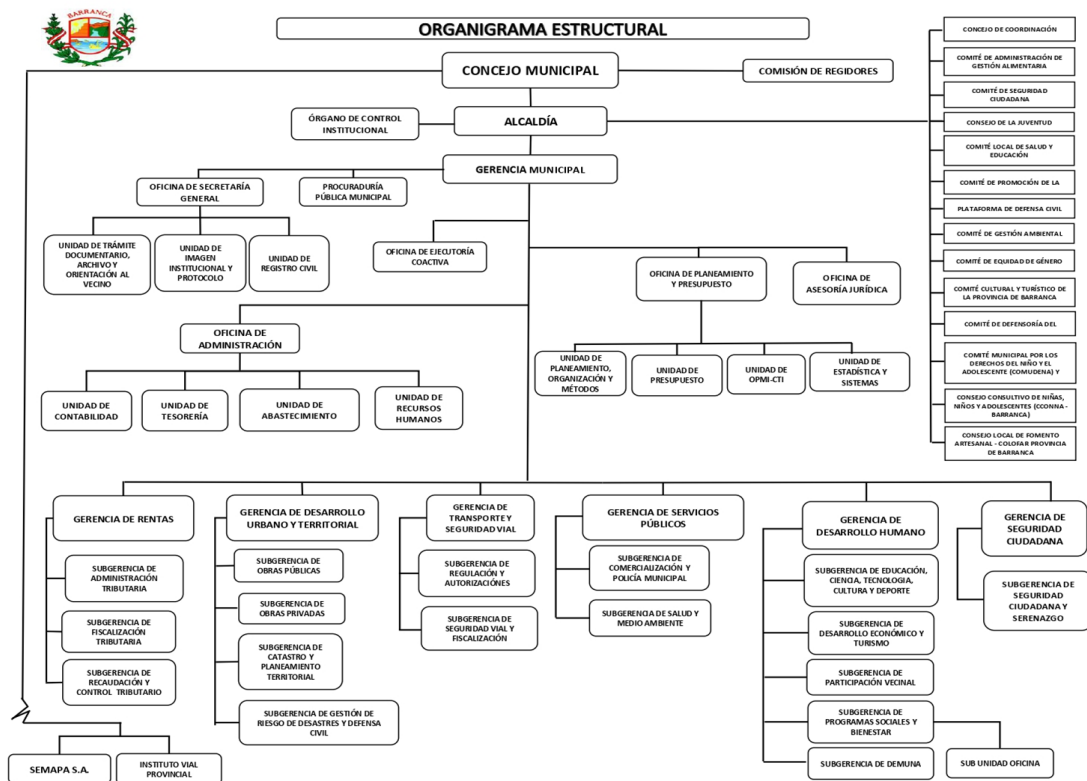 BARRANCA
ORGANIGRAMA ESTRUCTURAL
CONCEJO MUNICIPAL
COMISIÓN DE REGIDORES
ÓRGANO DE CONTROL
INSTITUCIONAL
ALCALDÍA
GERENCIA MUNICIPAL
CONCEJO DE COORDINACIÓN
COMITÉ DE ADMINISTRACIÓN DE
GESTIÓN ALIMENTARIA
COMITÉ DE SEGURIDAD
CIUDADANA
CONSEJO DE LA JUVENTUD
COMITÉ LOCAL DE SALUD Y
EDUCACIÓN
COMITÉ DE PROMOCIÓN DE LA
PLATAFORMA DE DEFENSA CIVIL
COMITÉ DE GESTIÓN AMBIENTAL
COMITÉ DE EQUIDAD DE GÉNERO
COMITÉ CULTURAL Y TURÍSTICO DE
LA PROVINCIA DE BARRANCA
COMITÉ DE DEFENSORÍA DEL
COMITÉ MUNICIPAL POR LOS
DERECHOS DEL NIÑO Y EL
ADOLESCENTE (COMUDENA) Y
CONSEJO CONSULTIVO DE NIÑAS,
NIÑOS Y ADOLESCENTES (CCONNA -
BARRANCA)
CONSEJO LOCAL DE FOMENTO
ARTESANAL - COLOFAR PROVINCIA
DE BARRANCA
OFICINA DE SECRETARÍA
GENERAL
PROCURADURÍA
PÚBLICA MUNICIPAL
UNIDAD DE TRÁMITE
DOCUMENTARIO,
ARCHIVO Y
ORIENTACIÓN AL
VECINO
UNIDAD DE
IMAGEN
INSTITUCIONAL Y
PROTOCOLO
UNIDAD DE
REGISTRO CIVIL
OFICINA DE EJECUTORÍA
COACTIVA
OFICINA DE PLANEAMIENTO
Y PRESUPUESTO
OFICINA DE
ASESORÍA JURÍDICA
OFICINA DE
ADMINISTRACIÓN
UNIDAD DE
PLANEAMIENTO,
ORGANIZACIÓN Y
MÉTODOS
UNIDAD DE
PRESUPUESTO
UNIDAD DE
OPMI-CTI
UNIDAD DE
ESTADÍSTICA Y
SISTEMAS
UNIDAD DE
CONTABILIDAD
UNIDAD DE
TESORERÍA
UNIDAD DE
ABASTECIMIENTO
UNIDAD DE
RECURSOS
HUMANOS
GERENCIA DE RENTAS
SUBGERENCIA DE
ADMINISTRACIÓN
TRIBUTARIA
SUBGERENCIA DE
FISCALIZACIÓN
TRIBUTARIA
SUBGERENCIA DE
RECAUDACIÓN Y
CONTROL TRIBUTARIO
GERENCIA DE DESARROLLO
URBANO Y TERRITORIAL
SUBGERENCIA DE
OBRAS PÚBLICAS
SUBGERENCIA DE
OBRAS PRIVADAS
SUBGERENCIA DE
CATASTRO Y
PLANEAMIENTO
TERRITORIAL
SUBGERENCIA DE GESTIÓN DE
RIESGO DE DESASTRES Y DEFENSA
CIVIL
GERENCIA DE
TRANSPORTE Y
SEGURIDAD VIAL
SUBGERENCIA DE
REGULACIÓN Y
AUTORIZACIÓNES
SUBGERENCIA DE
SEGURIDAD VIAL Y
FISCALIZACIÓN
GERENCIA DE SERVICIOS
PÚBLICOS
SUBGERENCIA DE
COMERCIALIZACIÓN Y
POLICÍA MUNICIPAL
SUBGERENCIA DE SALUD Y
MEDIO AMBIENTE
GERENCIA DE
DESARROLLO HUMANO
SUBGERENCIA DE EDUCACIÓN,
CIENCIA, TECNOLOGIA,
CULTURA Y DEPORTE
SUBGERENCIA DE
DESARROLLO ECONÓMICO Y
TURISMO
SUBGERENCIA DE
PARTICIPACIÓN VECINAL
SUBGERENCIA DE
PROGRAMAS SOCIALES Y
BIENESTAR
SUBGERENCIA DE DEMUNA
SUB UNIDAD OFICINA
GERENCIA DE
SEGURIDAD
CIUDADANA
SUBGERENCIA DE
SEGURIDAD
CIUDADANA Y
SERENAZGO
SEMAPA S.A.
INSTITUTO VIAL
PROVINCIAL